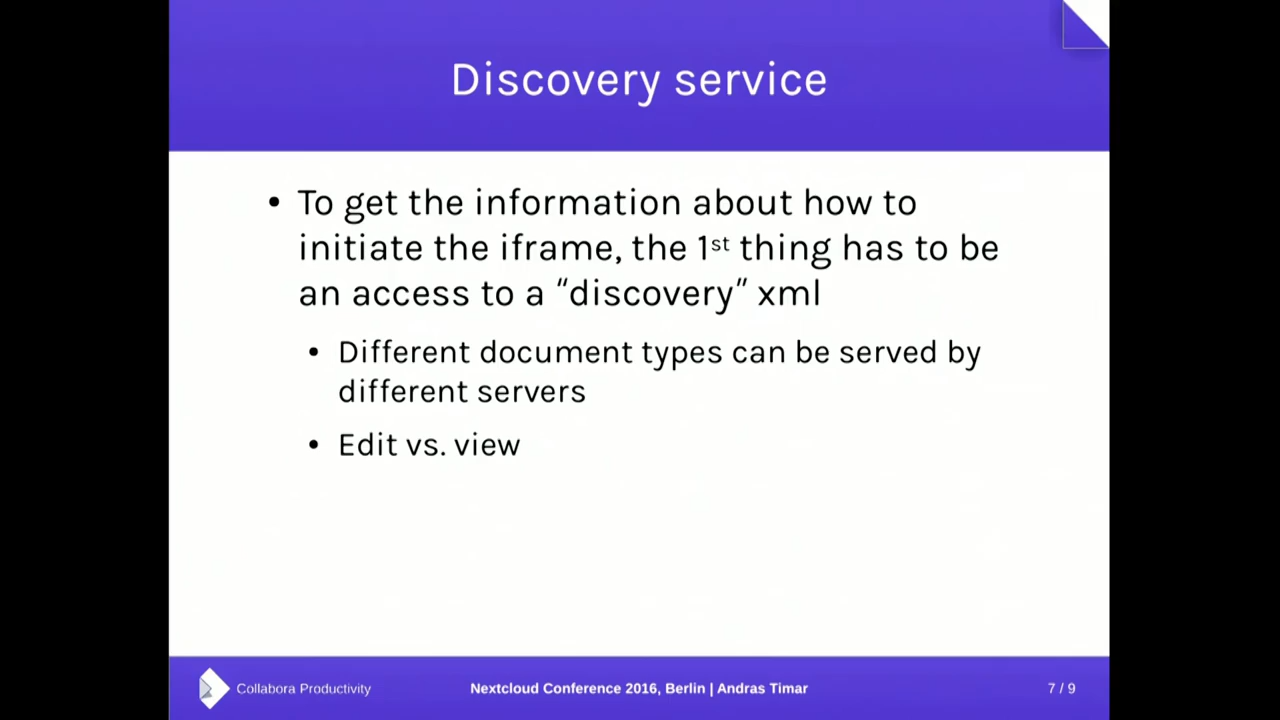 Discovery service
• To get the information about how to
initiate the iframe, the 1st thing has to be
an access to a “discovery” xml
• Different document types can be served by
different servers
• Edit vs. view
Collabora Productivity
Nextcloud Conference 2016, Berlin | Andras Timar
7 / 9